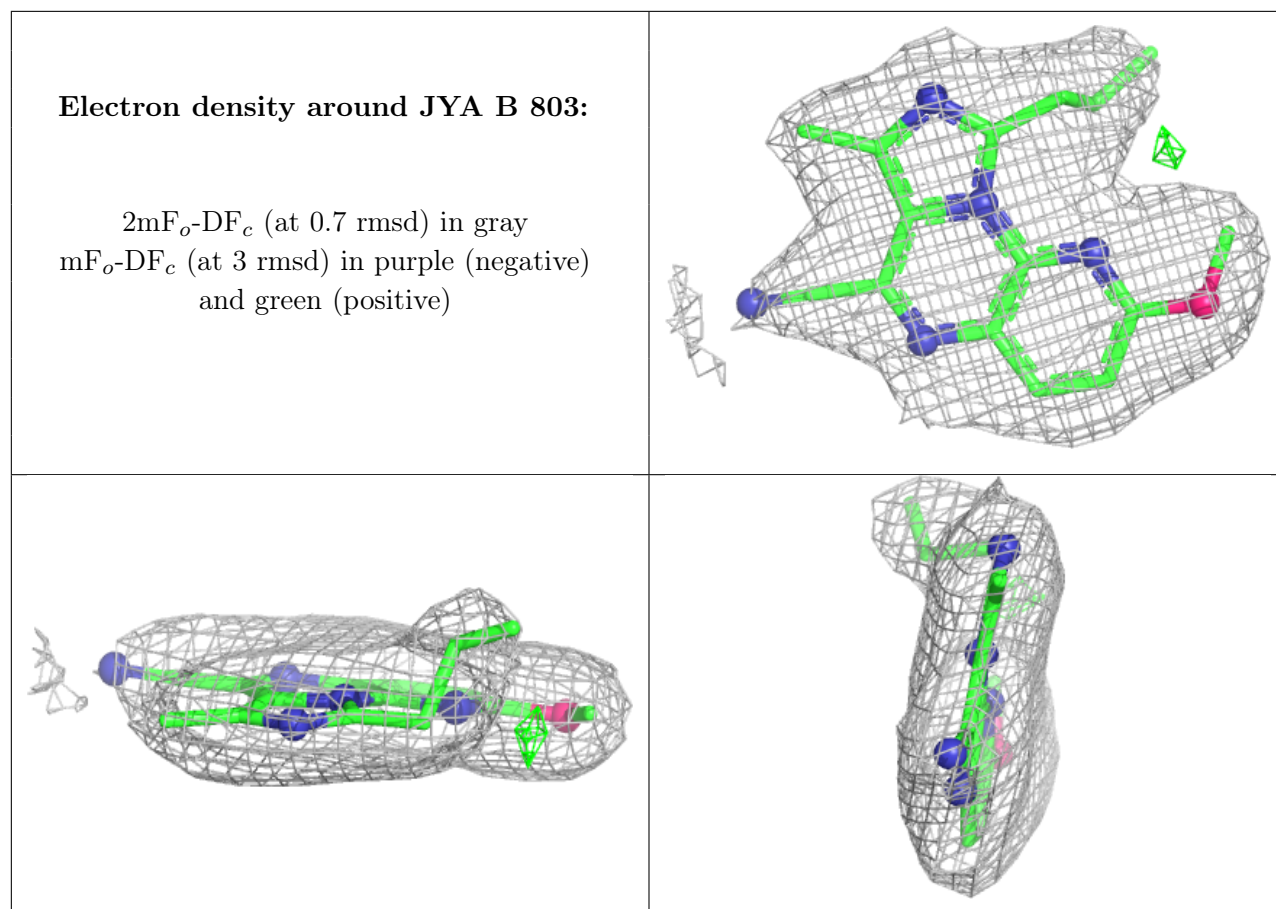 Electron density around JYA B 803:
2mFo-DFc (at 0.7 rmsd) in gray
mFo-DFc (at 3 rmsd) in purple (negative)
and green (positive)